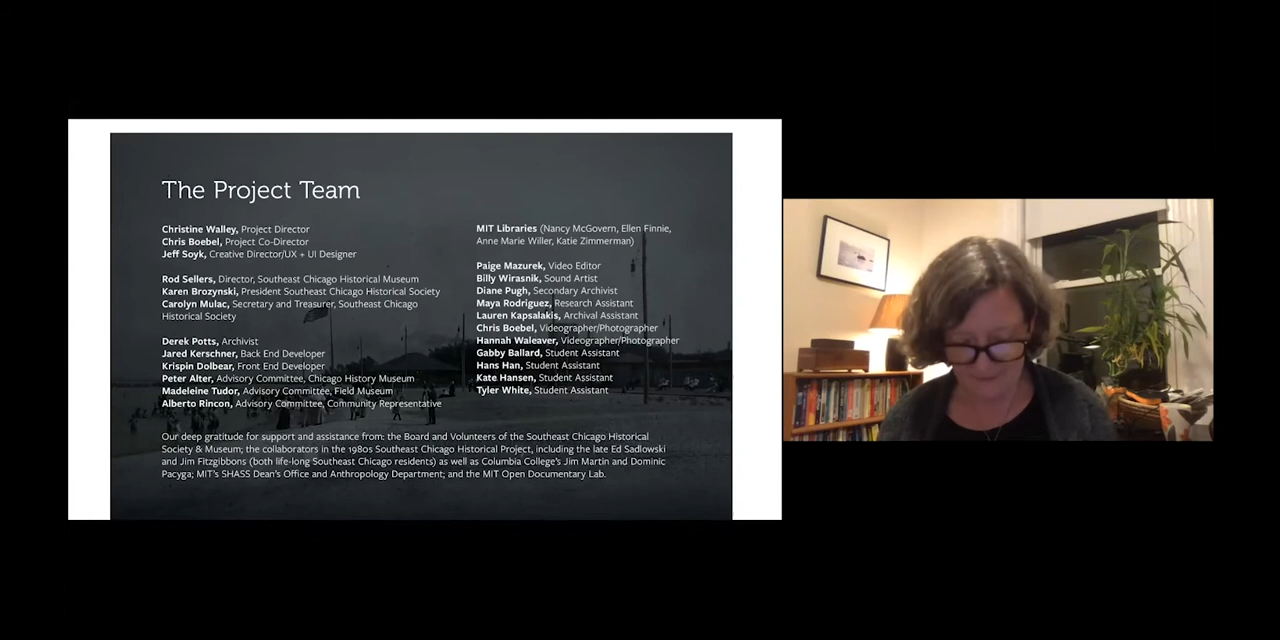 The Project Team
Christine Walley, Project Director
Chris Boebel, Project Co-Director
Jeff Soyk, Creative Director/UX + UI Designer
Rod Sellers, Director, Southeast Chicago Historical Museum
Karen Brozynski, President Southeast Chicago Historical Society
Carolyn Mulac, Secretary and Treasurer, Southeast Chicago
Historical Society
Derek Potts, Archivist
Jared Kerschner, Back End Developer
Krispin Dolbear, Front End Developer
Peter Alter, Advisory Committee, Chicago History Museum
Madeleine Tudor, Advisory Committee, Field Museum
Alberto Rincon, Advisory Committee, Community Representative
MIT Libraries (Nancy McGovern, Ellen Finnie,
Anne Marie Willer, Katie Zimmerman)
Paige Mazurek, Video Editor
Billy Wirasnik, Sound Artist
Diane Pugh, Secondary Archivist
Maya Rodriguez, Research Assistant
Lauren Kapsalakis, Archival Assistant
Chris Boebel, Videographer/Photographer
Hannah Waleaver, Videographer/Photographer
Gabby Ballard, Student Assistant
Hans Han, Student Assistant
Kate Hansen, Student Assistant
Tyler White, Student Assistant
Our deep gratitude for support and assistance from: the Board and Volunteers of the Southeast Chicago Historical
Society & Museum; the collaborators in the 1980s Southeast Chicago Historical Project, including the late Ed Sadlowski
and Jim Fitzgibbons (both life-long Southeast Chicago residents) as well as Columbia College's Jim Martin and Dominic
Pacyga; MIT's SHASS Dean's Office and Anthropology Department; and the MIT Open Documentary Lab.